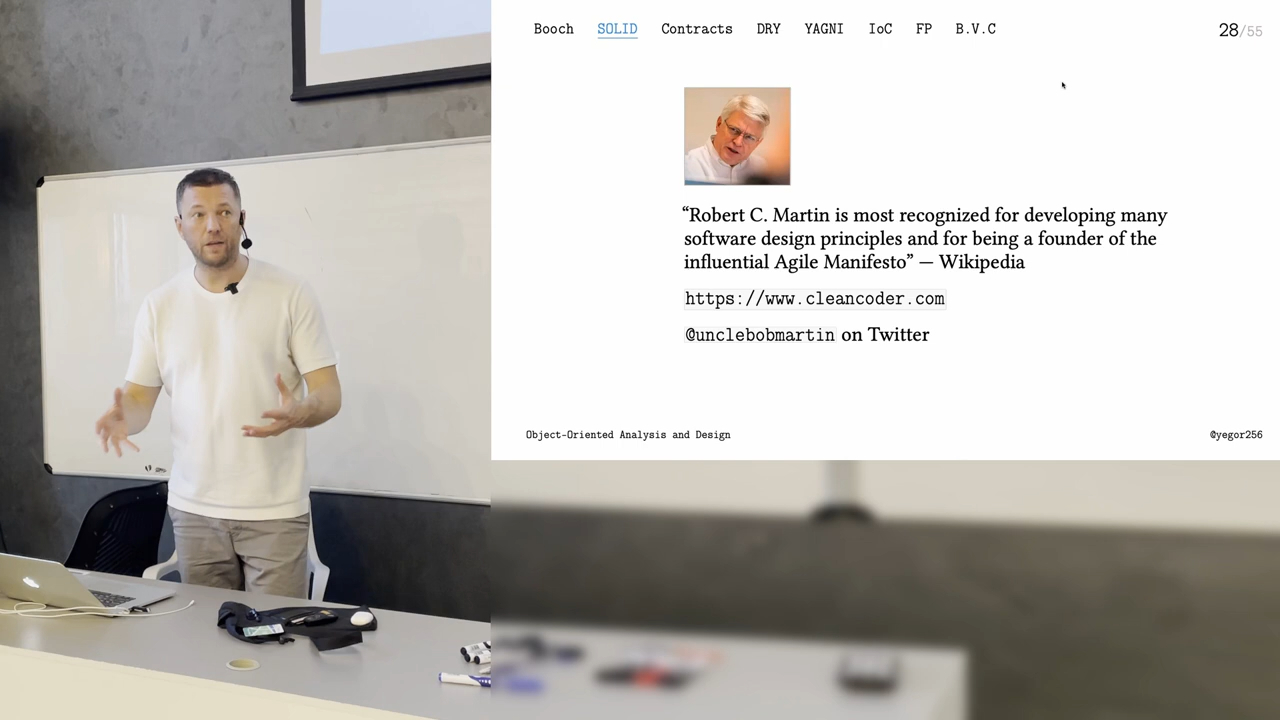 Booch SOLID Contracts DRY YAGNI IoC FP B.V.C 28/55
“Robert C. Martin is most recognized for developing many
software design principles and for being a founder of the
influential Agile Manifesto” — Wikipedia
https://www.cleancoder.com
@unclebobmartin on Twitter
Object-Oriented Analysis and Design @yegor256